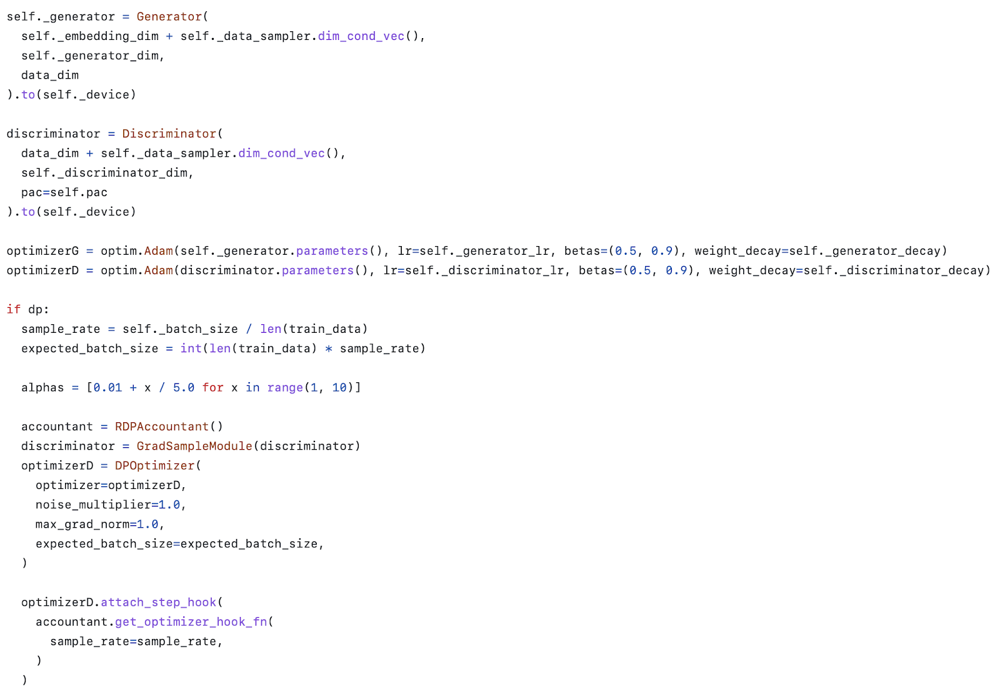 self._generator = Generator(
  self._embedding_dim + self._data_sampler.dim_cond_vec(),
  self._generator_dim,
  data_dim
).to(self._device)

discriminator = Discriminator(
  data_dim + self._data_sampler.dim_cond_vec(),
  self._discriminator_dim,
  pac=self.pac
).to(self._device)

optimizerG = optim.Adam(self._generator.parameters(), lr=self._generator_lr, betas=(0.5, 0.9), weight_decay=self._generator_decay)
optimizerD = optim.Adam(discriminator.parameters(), lr=self._discriminator_lr, betas=(0.5, 0.9), weight_decay=self._discriminator_decay)

if dp:
  sample_rate = self._batch_size / len(train_data)
  expected_batch_size = int(len(train_data) * sample_rate)

  alphas = [0.01 + x / 5.0 for x in range(1, 10)]

  accountant = RDPAccountant()
  discriminator = GradSampleModule(discriminator)
  optimizerD = DPOptimizer(
    optimizer=optimizerD,
    noise_multiplier=1.0,
    max_grad_norm=1.0,
    expected_batch_size=expected_batch_size,
  )

  optimizerD.attach_step_hook(
    accountant.get_optimizer_hook_fn(
      sample_rate=sample_rate,
    )
  )